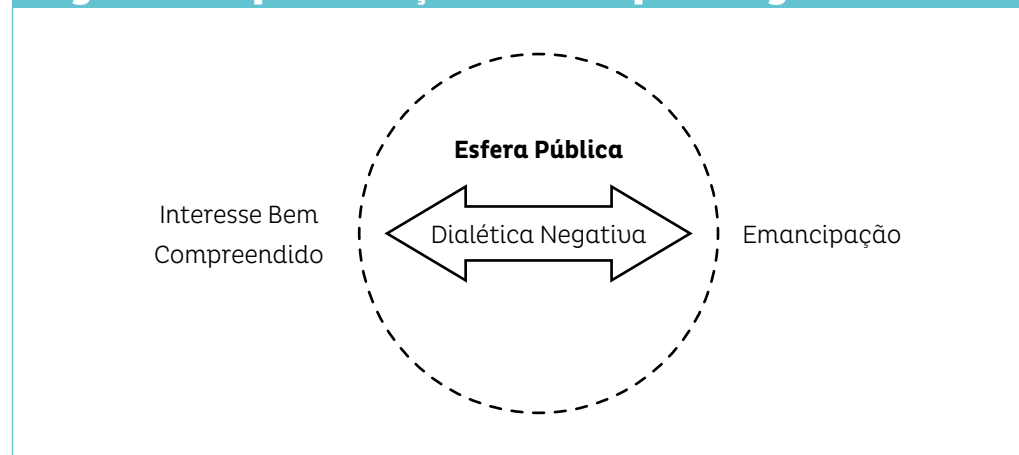 Esfera Pública
Interesse Bem
Compreendido
Dialética Negativa
Emancipação